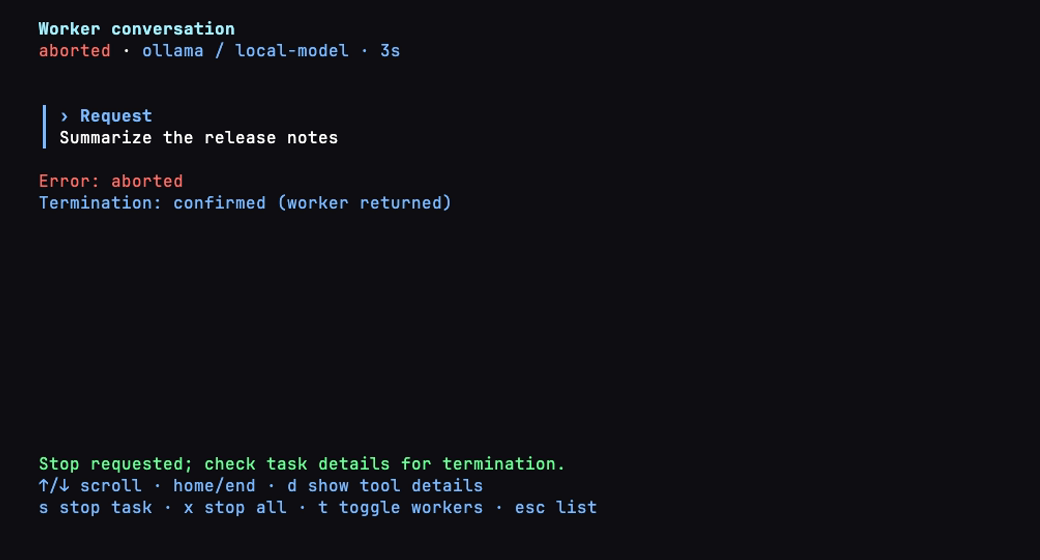 Worker conversation
aborted · ollama / local-model · 3s
› Request
Summarize the release notes
Error: aborted
Termination: confirmed (worker returned)
Stop requested; check task details for termination.
↑/↓ scroll · home/end · d show tool details
s stop task · x stop all · t toggle workers · esc list